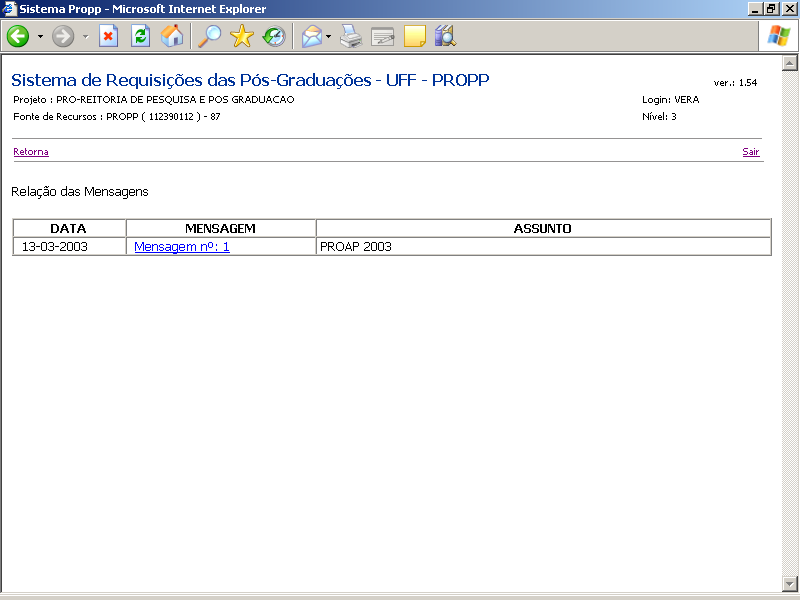 Sistema Propp - Microsoft Internet Explorer
Sistema de Requisições das Pós-Graduações - UFF - PROPP
ver.: 1.54
Projeto : PRO-REITORIA DE PESQUISA E POS GRADUACAO
Login: VERA
Fonte de Recursos : PROPP ( 112390112 ) - 87
Nível: 3
Retorna
Sair
Relação das Mensagens
DATA MENSAGEM ASSUNTO
13-03-2003 Mensagem nº: 1 PROAP 2003